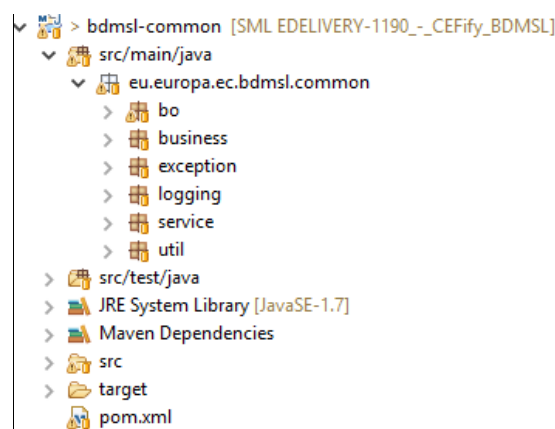 > bdmsl-common [SML EDELIVERY-1190_-_CEFify_BDMSL]
src/main/java
eu.europa.ec.bdmsl.common
bo
business
exception
logging
service
util
src/test/java
JRE System Library [JavaSE-1.7]
Maven Dependencies
src
target
pom.xml